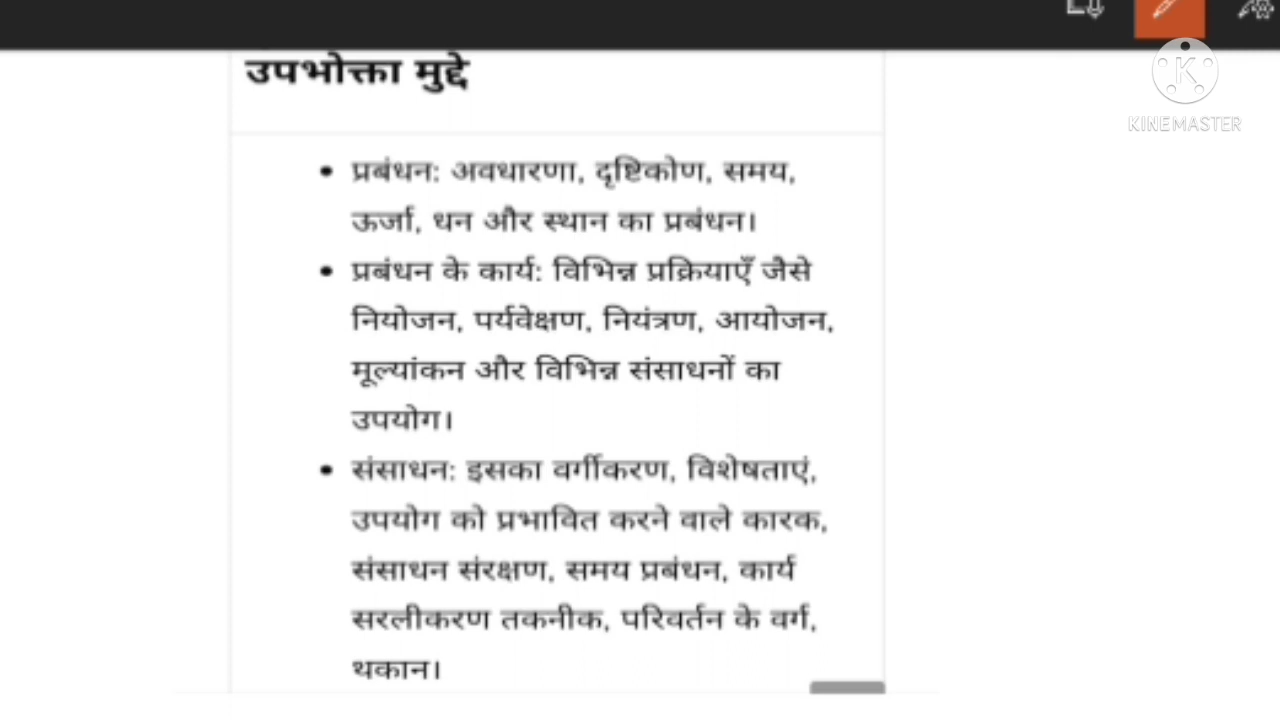 KINEMASTER
उपभोक्ता मुद्दे
प्रबंधन: अवधारणा, दृष्टिकोण, समय,
ऊर्जा, धन और स्थान का प्रबंधन।
प्रबंधन के कार्य: विभिन्न प्रक्रियाएँ जैसे
नियोजन, पर्यवेक्षण, नियंत्रण, आयोजन,
मूल्यांकन और विभिन्न संसाधनों का
उपयोग।
संसाधन: इसका वर्गीकरण, विशेषताएं,
उपयोग को प्रभावित करने वाले कारक,
संसाधन संरक्षण, समय प्रबंधन, कार्य
सरलीकरण तकनीक, परिवर्तन के वर्ग,
थकान।